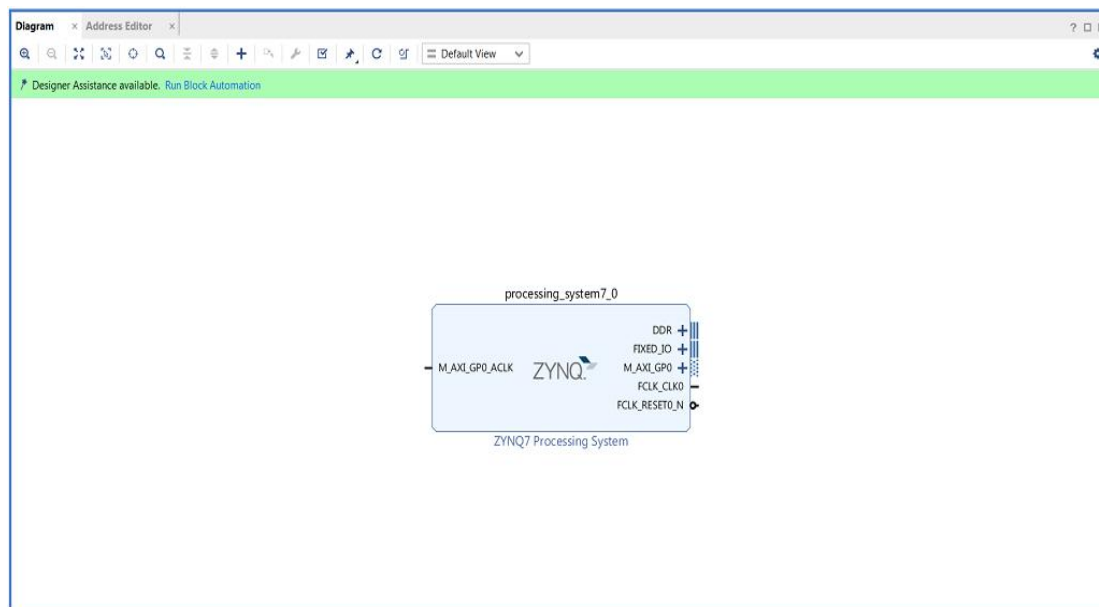 Diagram × Address Editor ×
? □
Default View
Designer Assistance available. Run Block Automation
processing_system7_0
DDR
FIXED_IO
M_AXI_GP0_ACLK ZYNQ. M_AXI_GP0
FCLK_CLK0
FCLK_RESET0_N
ZYNQ7 Processing System